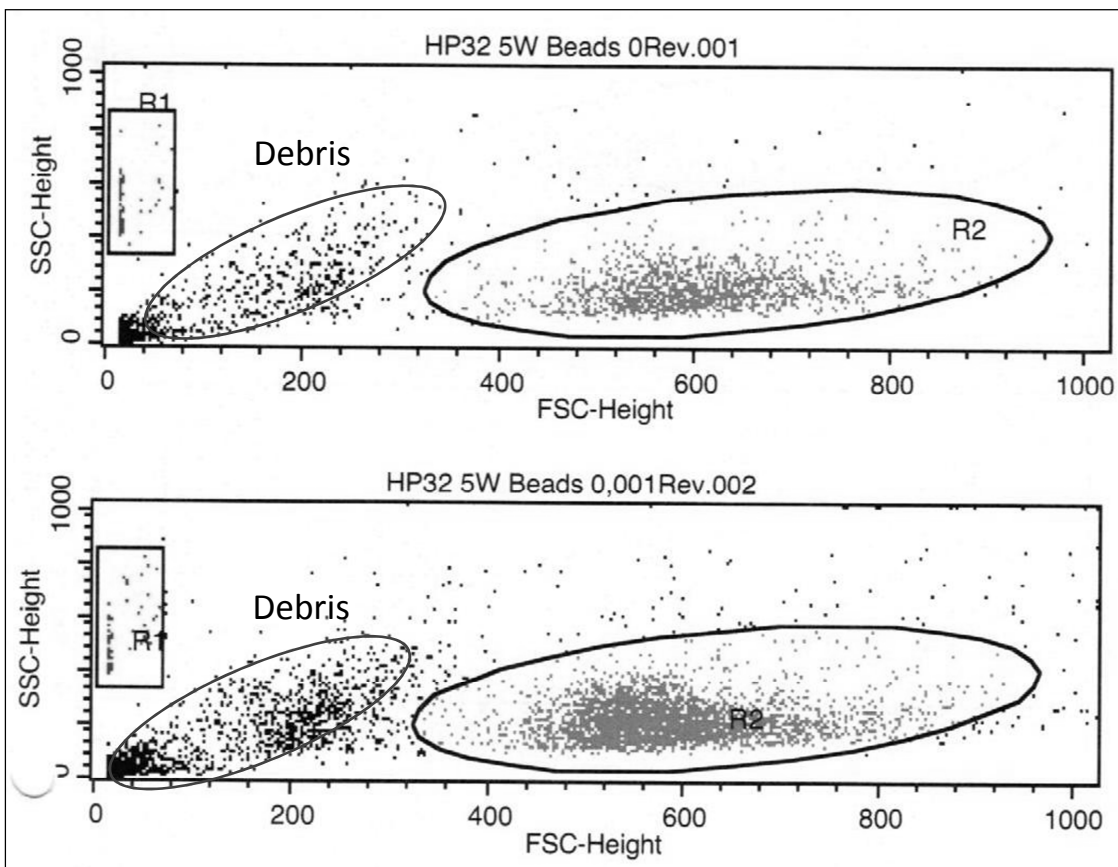 HP32 5W Beads 0Rev.001
1000
R1
Debris
SSC-Height
R2
0
0 200 400 600 800 1000
FSC-Height
HP32 5W Beads 0,001Rev.002
1000
Debris
SSC-Height
R1
R2
0
0 200 400 600 800 1000
FSC-Height